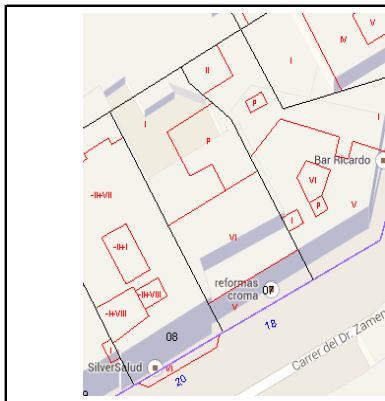 V
IV
II
I
P
I
I
P
Bar Ricardo
-II+VII
VI
P
V
I
-II+I
VI
reformas
croma
07
V
-II+VIII
-II+VIII
08
18
I
SilverSalud
VI
20
Carrer del Dr. Zamen